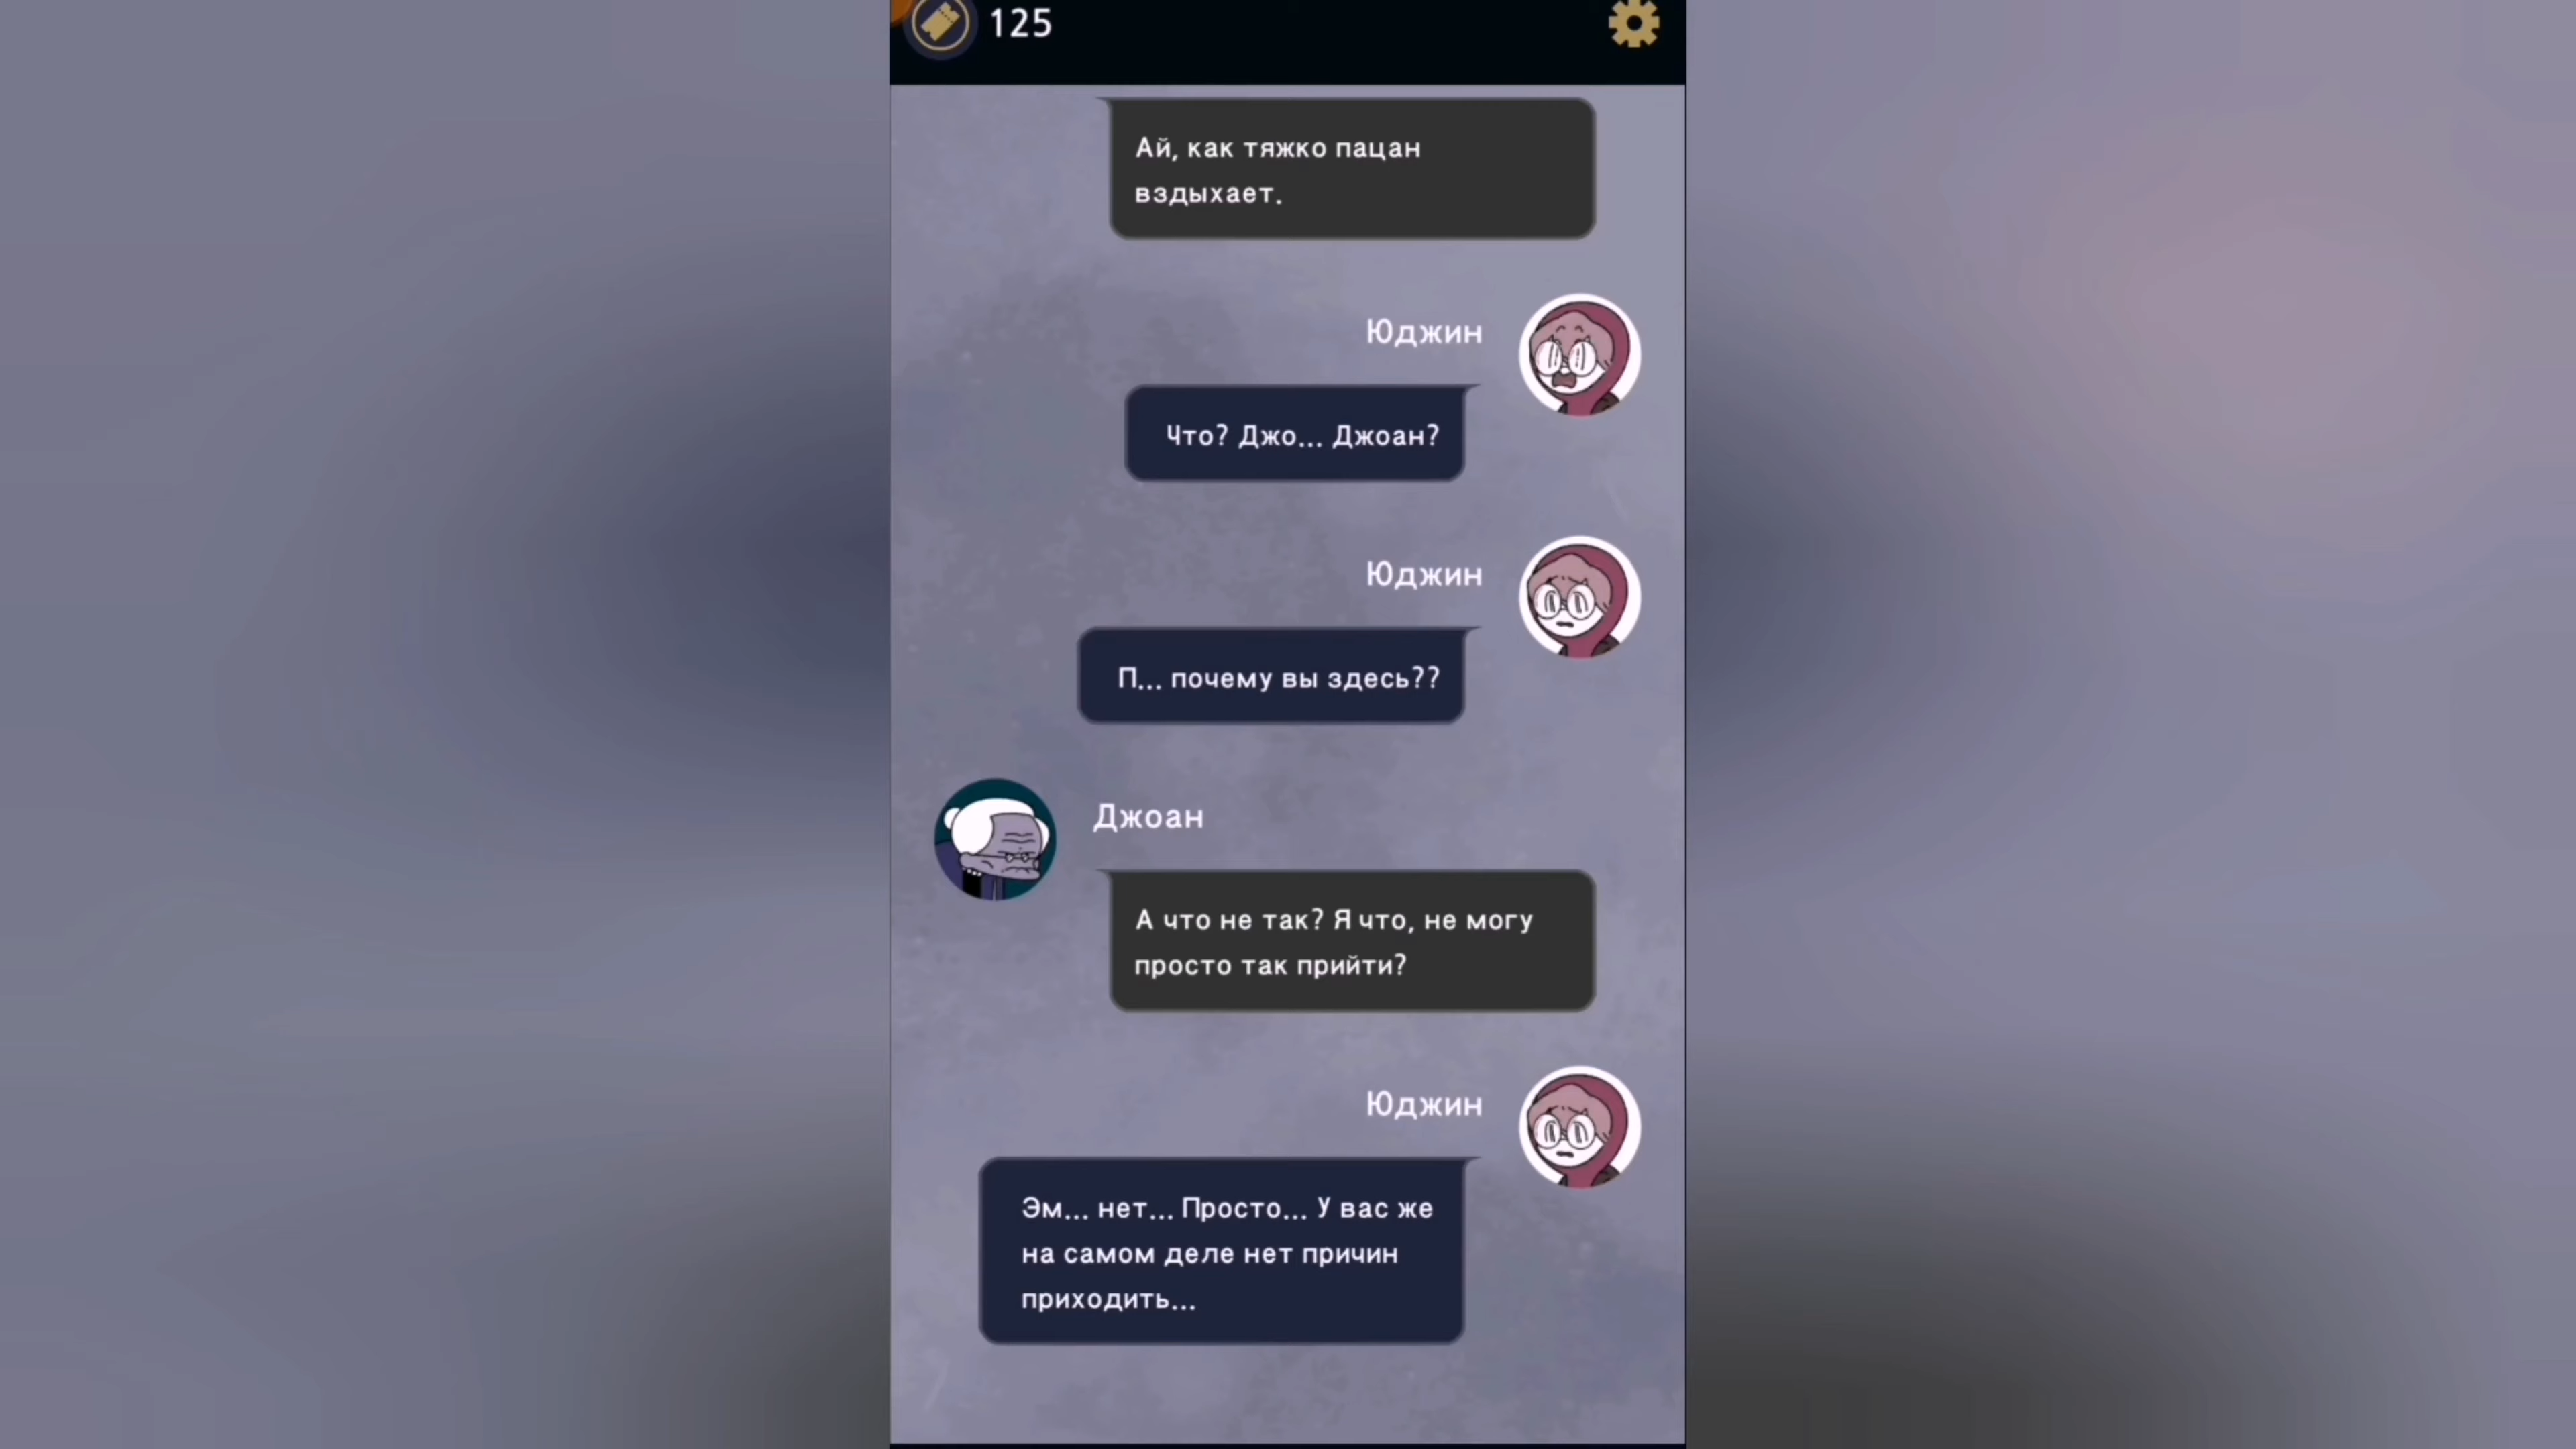 125
Ай, как тяжко пацан
вздыхает.
Юджин
Что? Джо... Джоан?
Юджин
П... почему вы здесь??
Джоан
А что не так? Я что, не могу
просто так прийти?
Юджин
Эм... нет... Просто... У вас же
на самом деле нет причин
приходить...